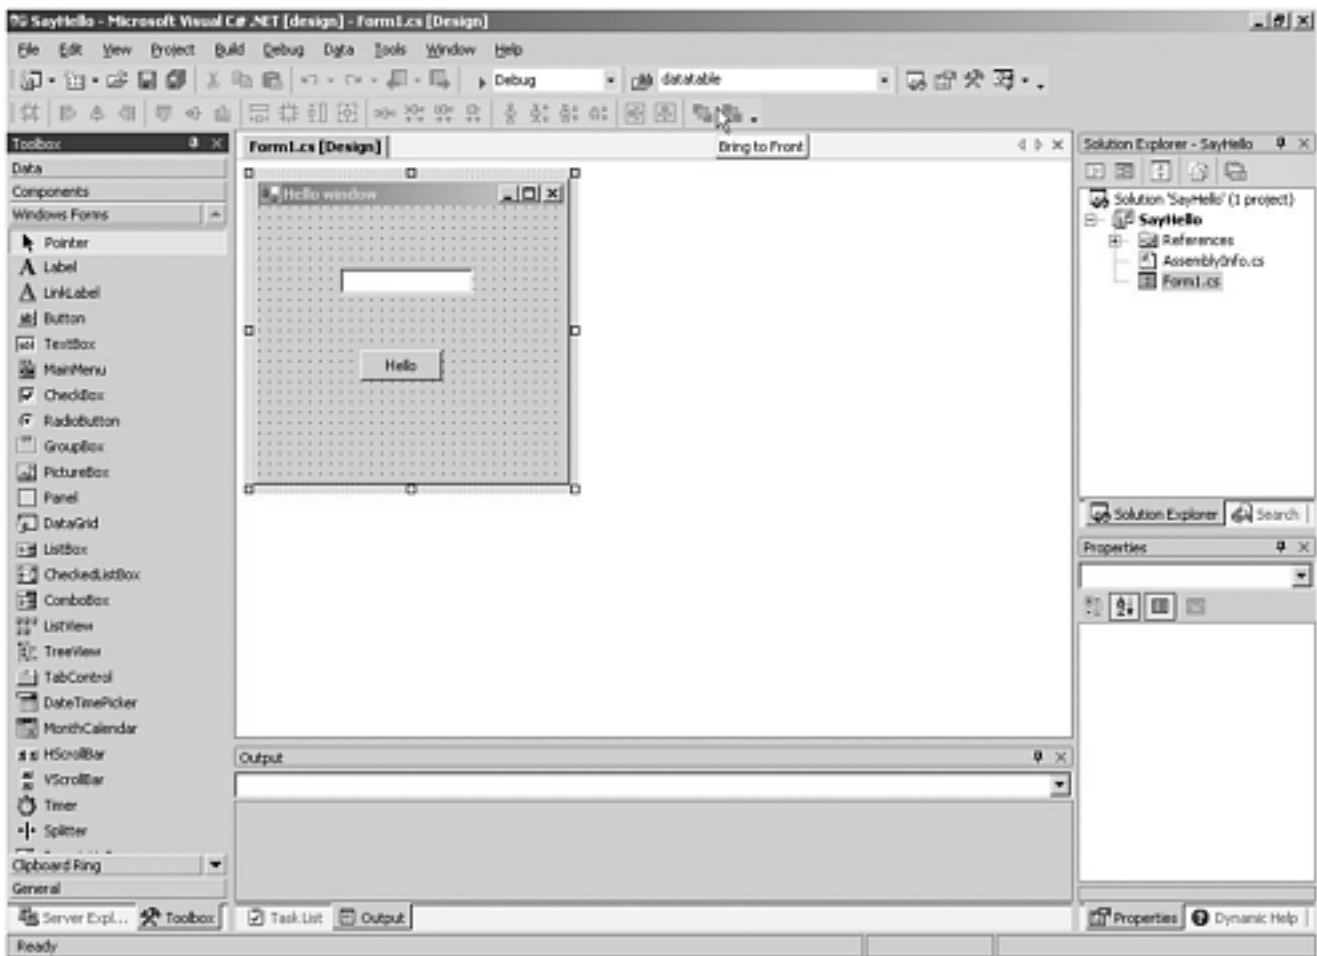 SayHello - Microsoft Visual C# .NET [design] - Form1.cs [Design]
File Edit View Project Build Debug Data Tools Window Help
Debug datatable
Bring to Front
Toolbox
Data
Components
Windows Forms
Pointer
Label
LinkLabel
Button
TextBox
MainMenu
CheckBox
RadioButton
GroupBox
PictureBox
Panel
DataGrid
ListBox
CheckedListBox
ComboBox
ListView
TreeView
TabControl
DateTimePicker
MonthCalendar
HScrollBar
VScrollBar
Timer
Splitter
Clipboard Ring
General
Server Expl... Toolbox
Form1.cs [Design]
Hello window
Hello
Output
Task List Output
Solution Explorer - SayHello
Solution 'SayHello' (1 project)
SayHello
References
AssemblyInfo.cs
Form1.cs
Solution Explorer Search
Properties
Properties Dynamic Help
Ready